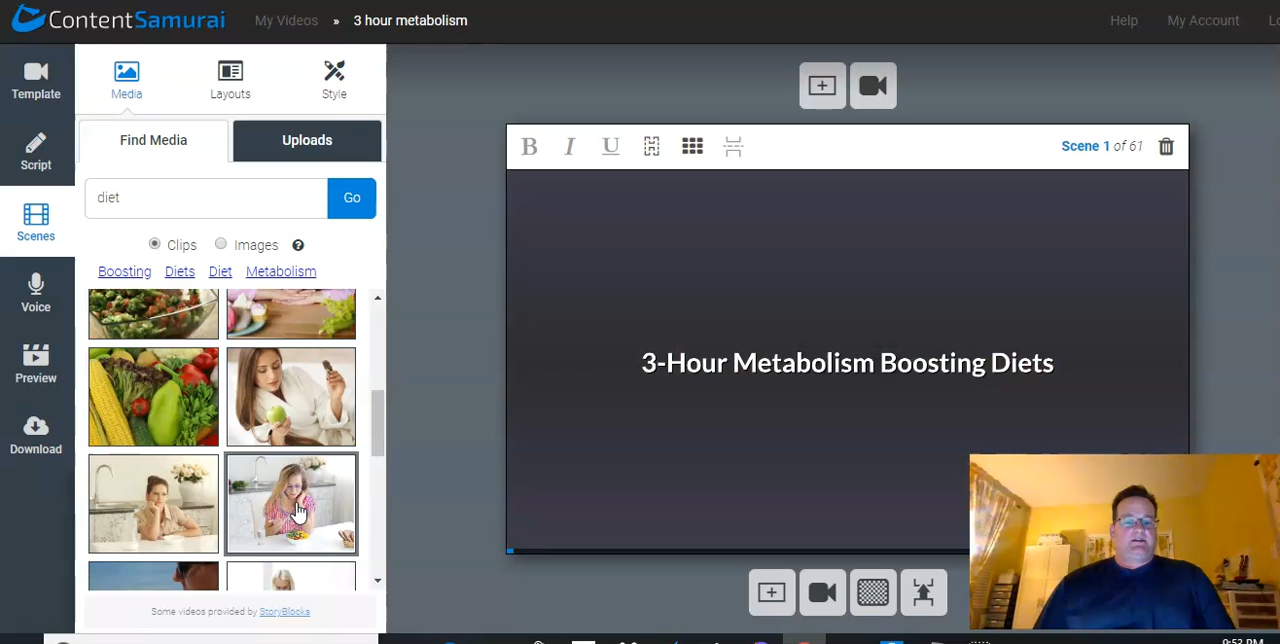 ContentSamurai My Videos » 3 hour metabolism Help My Account
Template
Script
Scenes
Voice
Preview
Download
Media Layouts Style
Find Media Uploads
diet Go
Clips Images ?
Boosting Diets Diet Metabolism
Some videos provided by StoryBlocks
B I U H Scene 1 of 61
3-Hour Metabolism Boosting Diets